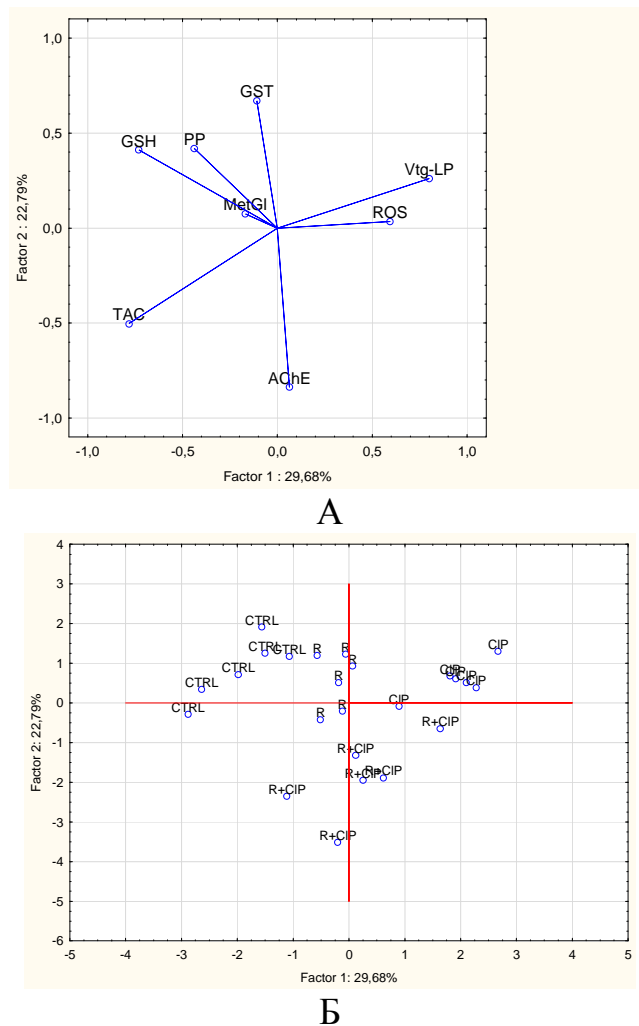 1,0
GST
0,5
GSH
PP
Vtg-LP
MetGl
ROS
0,0
TAC
-0,5
AChE
-1,0
-1,0 -0,5 0,0 0,5 1,0
Factor 2 : 22,79%
Factor 1 : 29,68%
А
4
3
2
CTRL
CTRL
CTRL
R
R
R
CIP
1
CTRL
CTRL
R
CIP
CIP
CIP
CIP
0
CTRL
R
R
CIP
R+CIP
-1
R+CIP
R+CIP
R+CIP
-2
R+CIP
-3
R+CIP
-4
-5
-6
-5 -4 -3 -2 -1 0 1 2 3 4 5
Factor 2: 22,79%
Factor 1: 29,68%
Б